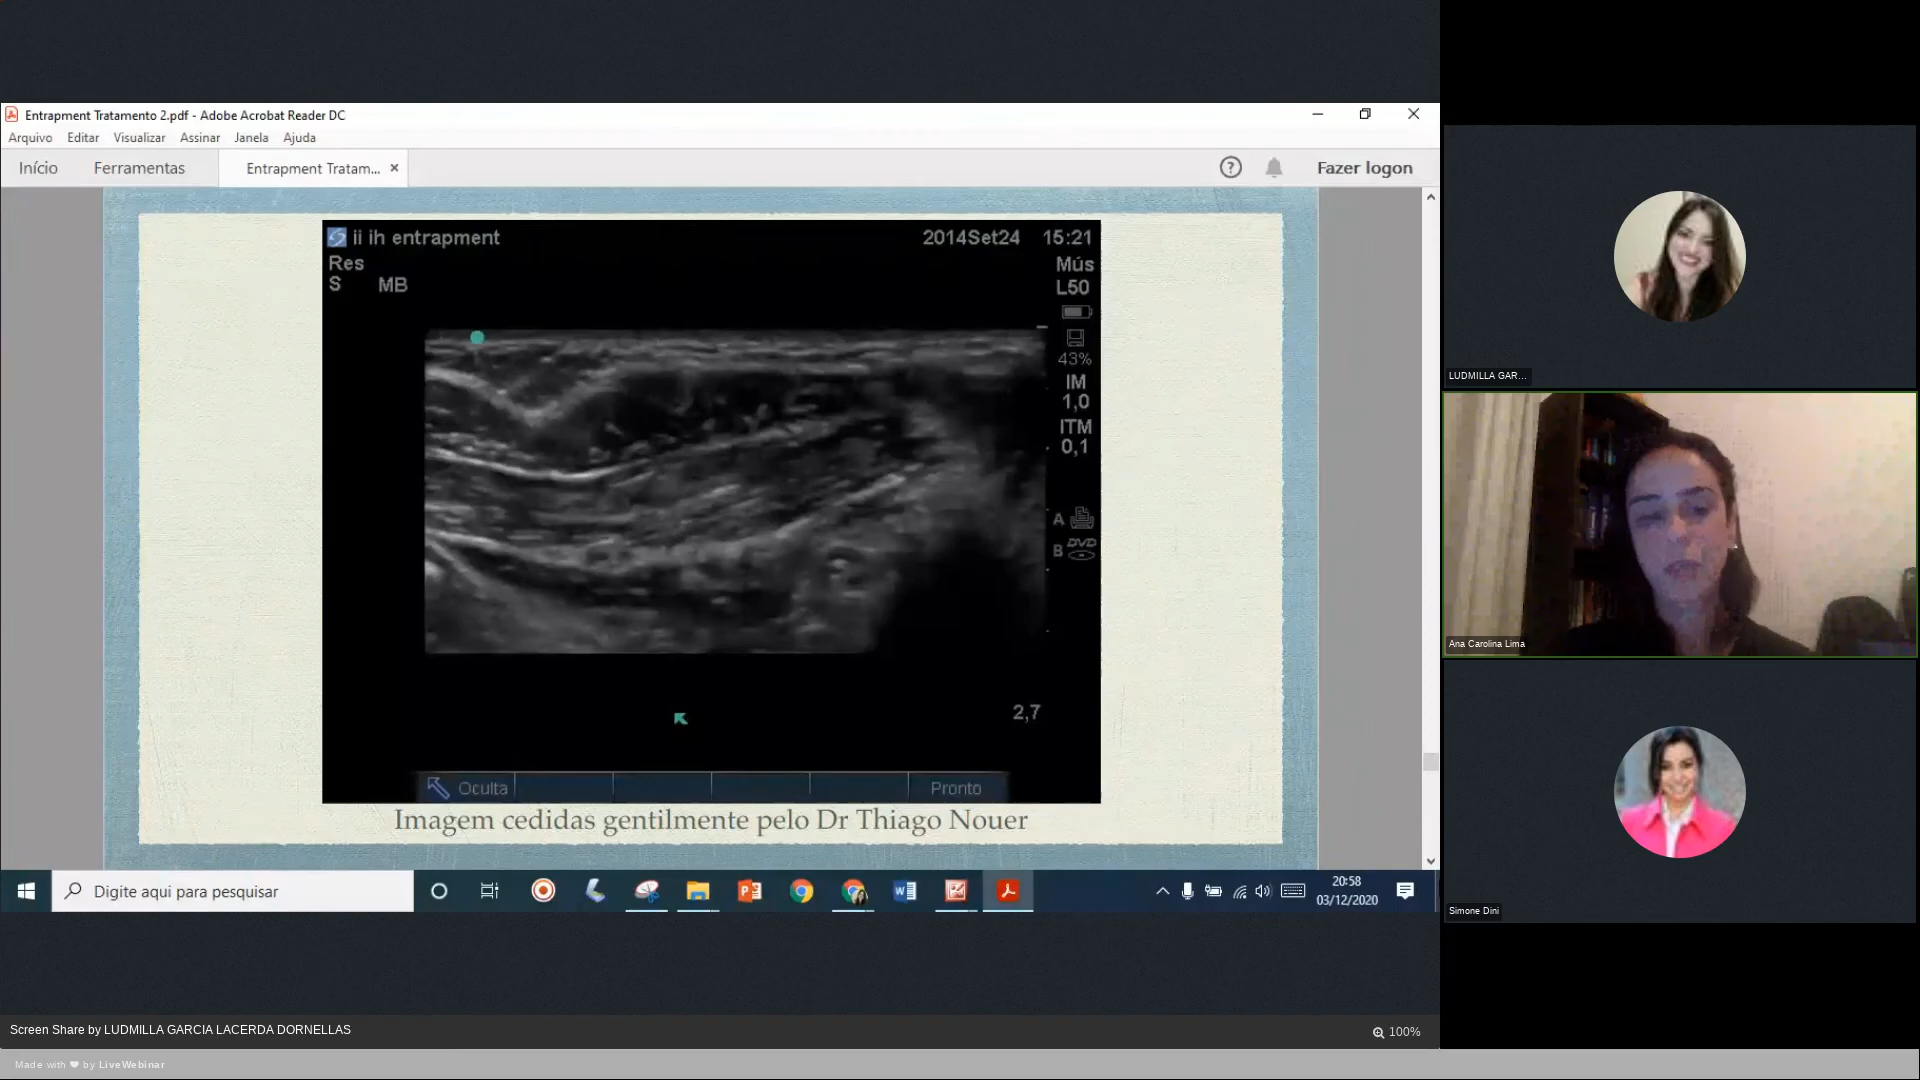 Entrapment Tratamento 2.pdf - Adobe Acrobat Reader DC
Arquivo Editar Visualizar Assinar Janela Ajuda
Início Ferramentas Entrapment Tratam... Fazer logon
ii ih entrapment 2014Set24 15:21
Res
S MB
Mús
L50
43%
IM
1,0
ITM
0,1
A
B DVD
2,7
Oculta Pronto
Imagem cedidas gentilmente pelo Dr Thiago Nouer
Digite aqui para pesquisar
20:58
03/12/2020
LUDMILLA GAR...
Ana Carolina Lima
Simone Dini
Screen Share by LUDMILLA GARCIA LACERDA DORNELLAS
100%
Made with ❤ by LiveWebinar